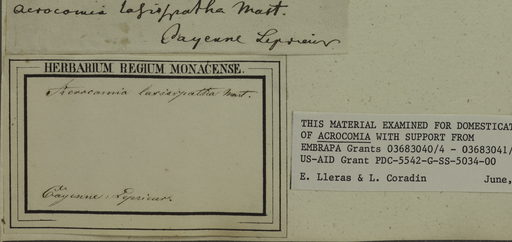 Acrocomia lasiospatha Mart.
Cayenne Leprieur
HERBARIUM REGIUM MONACENSE.
Acrocomia lasiospatha Mart.
Cayenne. Leprieur.
THIS MATERIAL EXAMINED FOR DOMESTICAT
OF ACROCOMIA WITH SUPPORT FROM
EMBRAPA Grants 03683040/4 - 03683041/
US-AID Grant PDC-5542-G-SS-5034-00
E. Lleras & L. Coradin June,